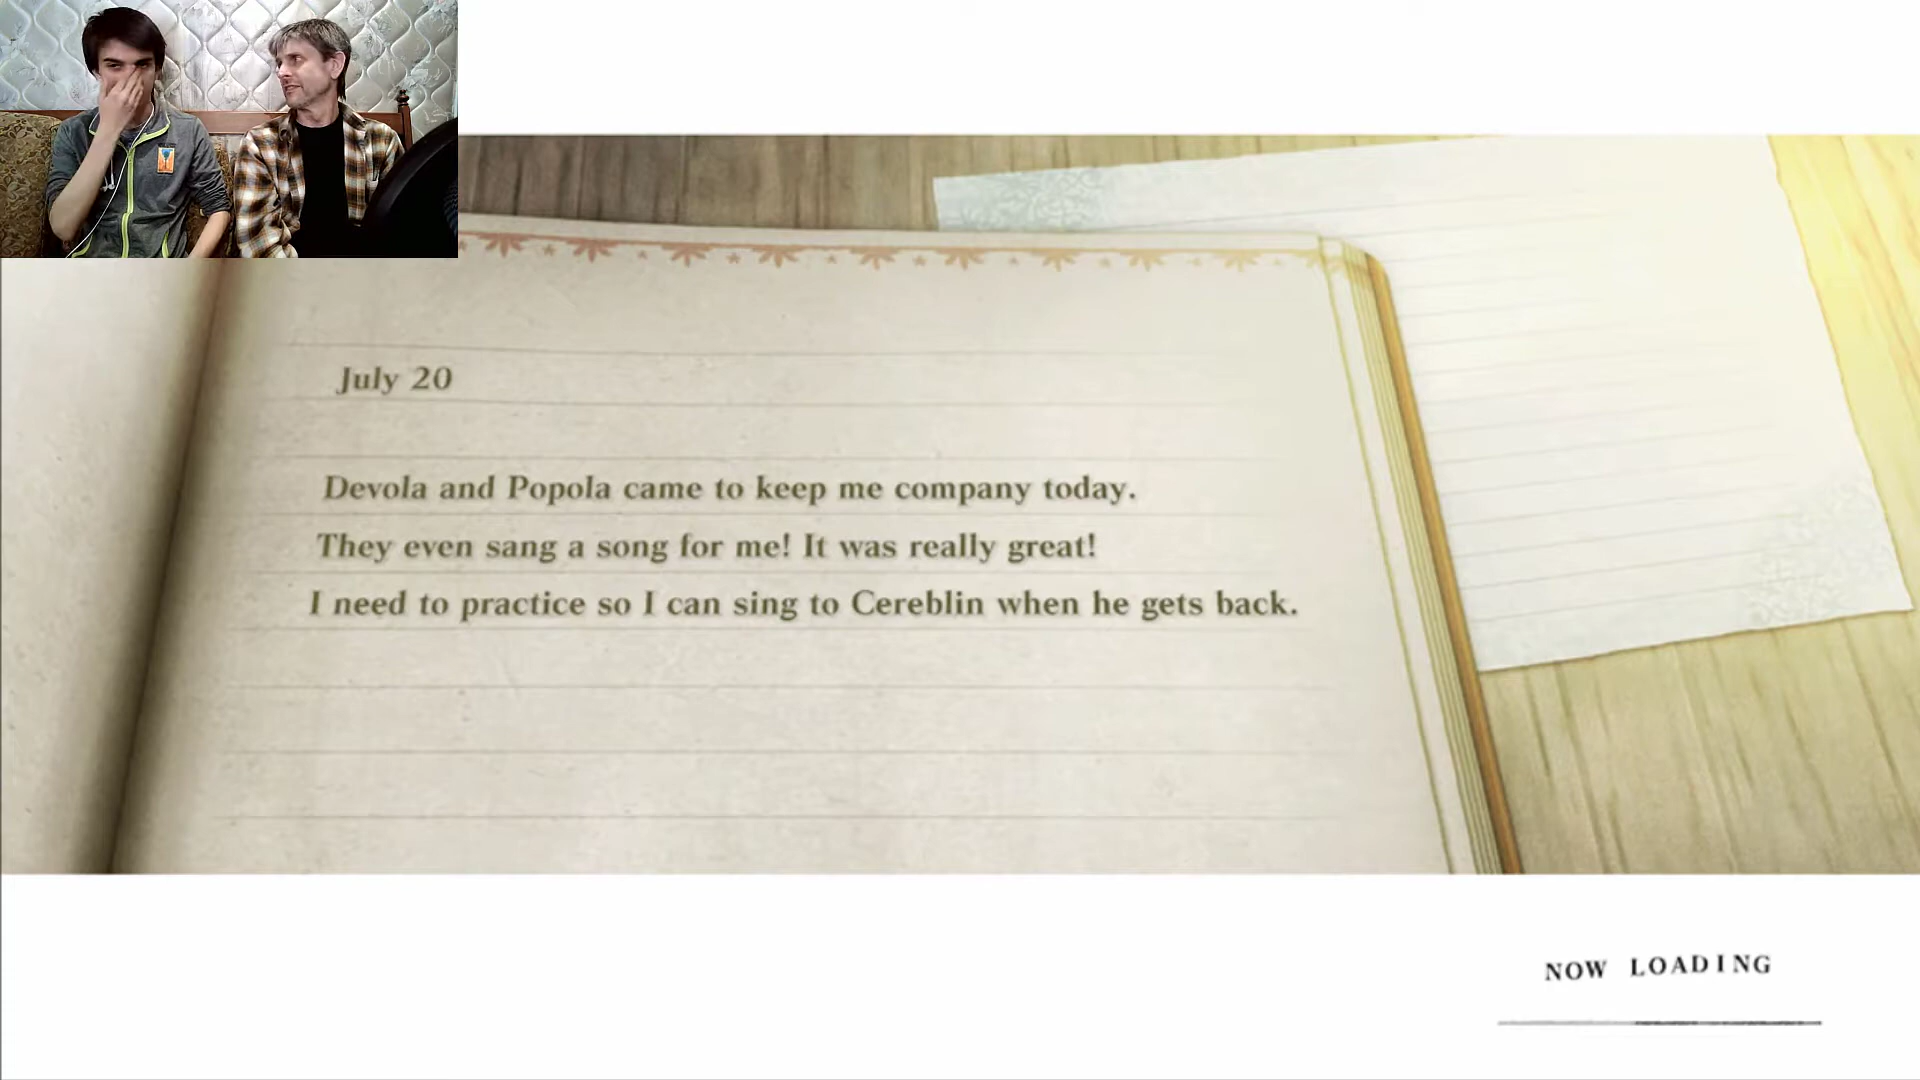 July 20
Devola and Popola came to keep me company today.
They even sang a song for me! It was really great!
I need to practice so I can sing to Cereblin when he gets back.
NOW LOADING